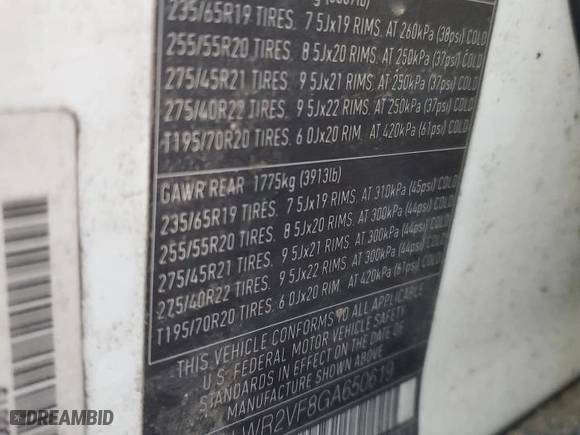 235/65R19 TIRES. 7 5Jx19 RIMS. AT 260kPa (38psi) COLD
255/55R20 TIRES. 8 5Jx20 RIMS. AT 250kPa (37psi) COLD
275/45R21 TIRES. 9 5Jx21 RIMS. AT 250kPa (37psi) COLD
275/40R22 TIRES. 9 5Jx22 RIMS. AT 250kPa (37psi) COLD
T195/70R20 TIRES. 6 0Jx20 RIM. AT 420kPa (61psi) COLD
GAWR REAR 1775kg (3913lb)
235/65R19 TIRES. 7 5Jx19 RIMS. AT 310kPa (45psi) COLD
255/55R20 TIRES. 8 5Jx20 RIMS. AT 300kPa (44psi) COLD
275/45R21 TIRES. 9 5Jx21 RIMS. AT 300kPa (44psi) COLD
275/40R22 TIRES. 9 5Jx22 RIMS. AT 300kPa (44psi) COLD
T195/70R20 TIRES. 6 0Jx20 RIM. AT 420kPa (61psi) COLD
THIS VEHICLE CONFORMS TO ALL APPLICABLE
U.S. FEDERAL MOTOR VEHICLE SAFETY
STANDARDS IN EFFECT ON THE DATE OF
MANUFACTURE SHOWN ABOVE
WR2VF8GA650619
DREAMBID